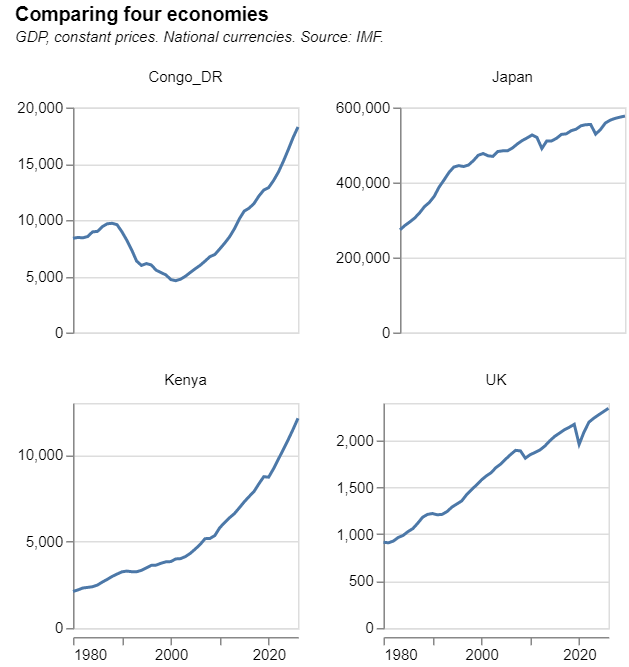 Comparing four economies
GDP, constant prices. National currencies. Source: IMF.
Congo_DR
20,000
15,000
10,000
5,000
0
Japan
600,000
400,000
200,000
0
Kenya
10,000
5,000
0
1980 2000 2020
UK
2,000
1,500
1,000
500
0
1980 2000 2020